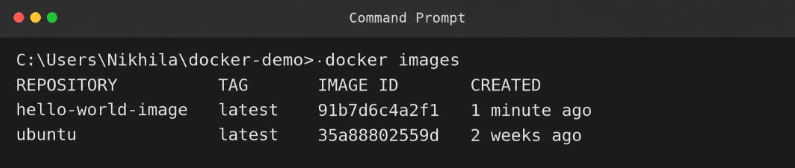 Command Prompt
C:\Users\Nikhila\docker-demo>·docker images
REPOSITORY TAG IMAGE ID CREATED
hello-world-image latest 91b7d6c4a2f1 1 minute ago
ubuntu latest 35a88802559d 2 weeks ago